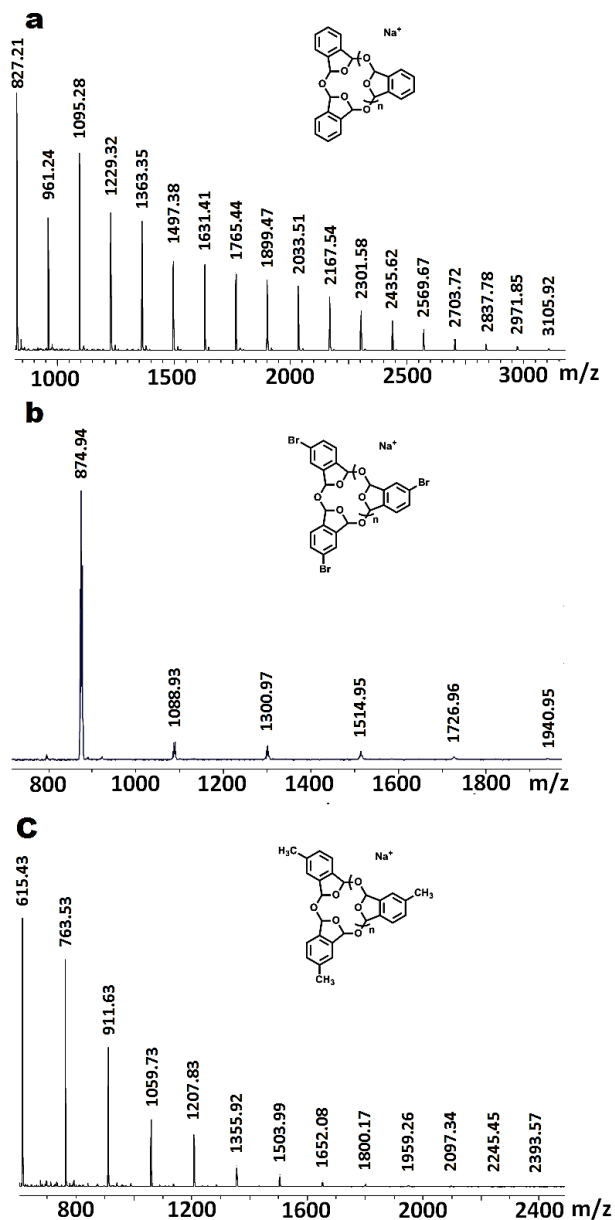 a
Na+
O
O
O
O
O
O
n
827.21
961.24
1095.28
1229.32
1363.35
1497.38
1631.41
1765.44
1899.47
2033.51
2167.54
2301.58
2435.62
2569.67
2703.72
2837.78
2971.85
3105.92
1000 1500 2000 2500 3000 m/z
b
Br
Na+
O
Br
O
O
O
O
O
n
Br
874.94
1088.93
1300.97
1514.95
1726.96
1940.95
800 1000 1200 1400 1600 1800 m/z
C
H3C
Na+
O
CH3
O
O
O
O
O
n
CH3
615.43
763.53
911.63
1059.73
1207.83
1355.92
1503.99
1652.08
1800.17
1959.26
2097.34
2245.45
2393.57
800 1200 1600 2000 2400 m/z